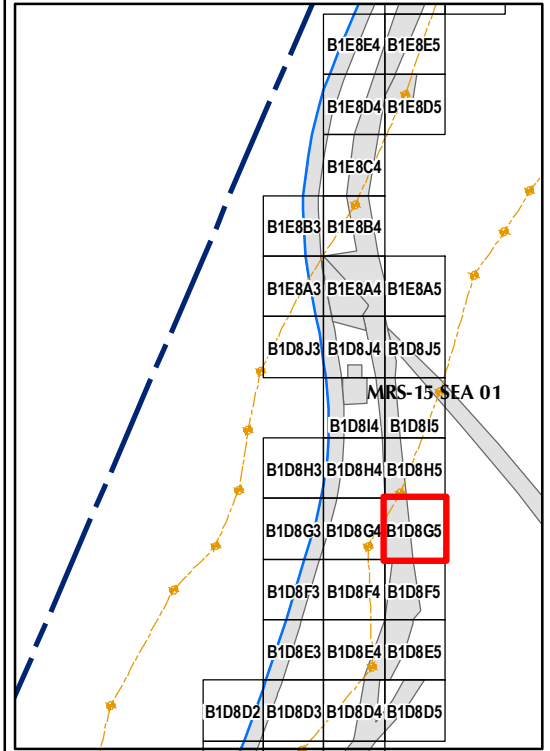 B1E8E4 B1E8E5
B1E8D4 B1E8D5
B1E8C4
B1E8B3 B1E8B4
B1E8A3 B1E8A4 B1E8A5
B1D8J3 B1D8J4 B1D8J5
MRS-15 SEA 01
B1D8I4 B1D8I5
B1D8H3 B1D8H4 B1D8H5
B1D8G3 B1D8G4 B1D8G5
B1D8F3 B1D8F4 B1D8F5
B1D8E3 B1D8E4 B1D8E5
B1D8D2 B1D8D3 B1D8D4 B1D8D5